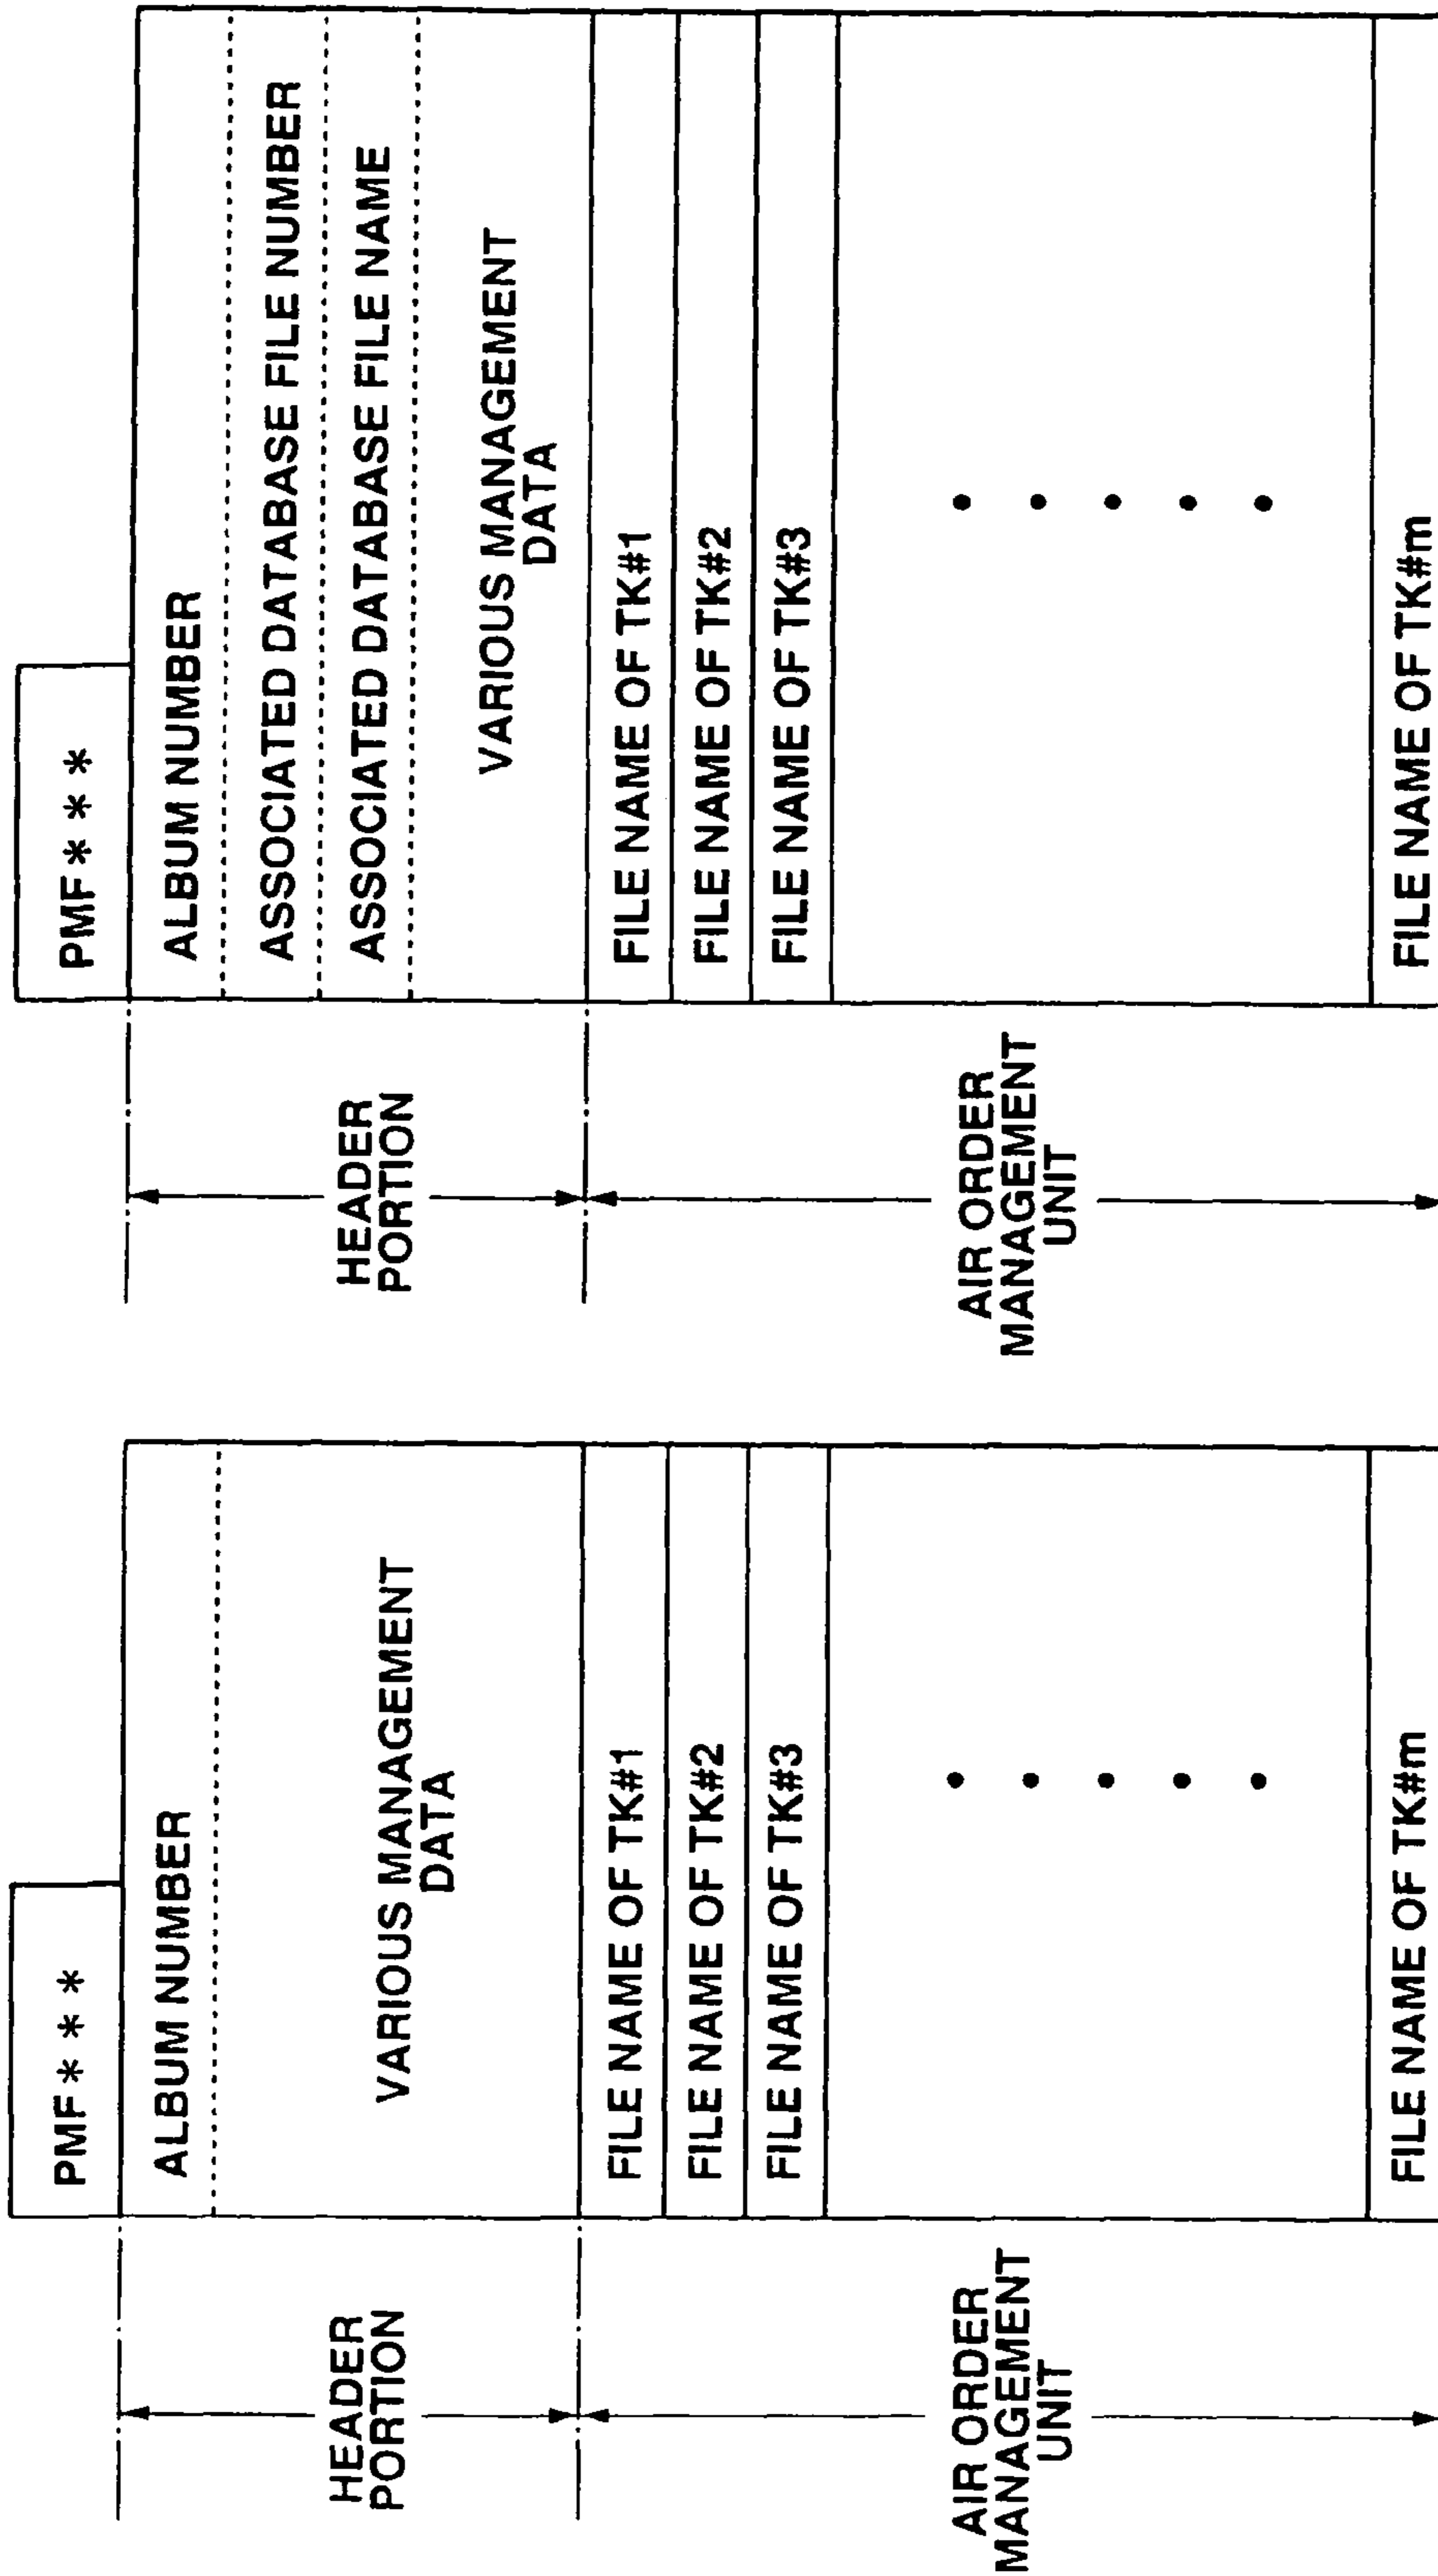 PMF***
ALBUM NUMBER
VARIOUS MANAGEMENT
DATA
FILE NAME OF TK#1
FILE NAME OF TK#2
FILE NAME OF TK#3
FILE NAME OF TK#m
HEADER
PORTION
AIR ORDER
MANAGEMENT
UNIT
PMF***
ALBUM NUMBER
ASSOCIATED DATABASE FILE NUMBER
ASSOCIATED DATABASE FILE NAME
VARIOUS MANAGEMENT
DATA
FILE NAME OF TK#1
FILE NAME OF TK#2
FILE NAME OF TK#3
FILE NAME OF TK#m
HEADER
PORTION
AIR ORDER
MANAGEMENT
UNIT